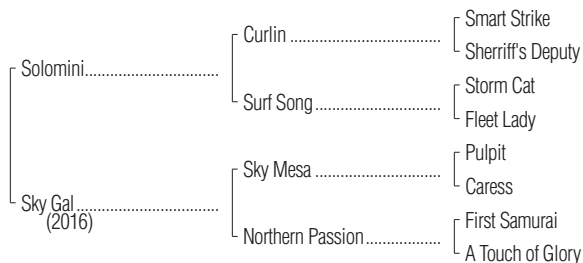 Smart Strike
Curlin
Sherriff's Deputy
Solomini
Storm Cat
Surf Song
Fleet Lady
Pulpit
Sky Mesa
Caress
Sky Gal
(2016)
First Samurai
Northern Passion
A Touch of Glory